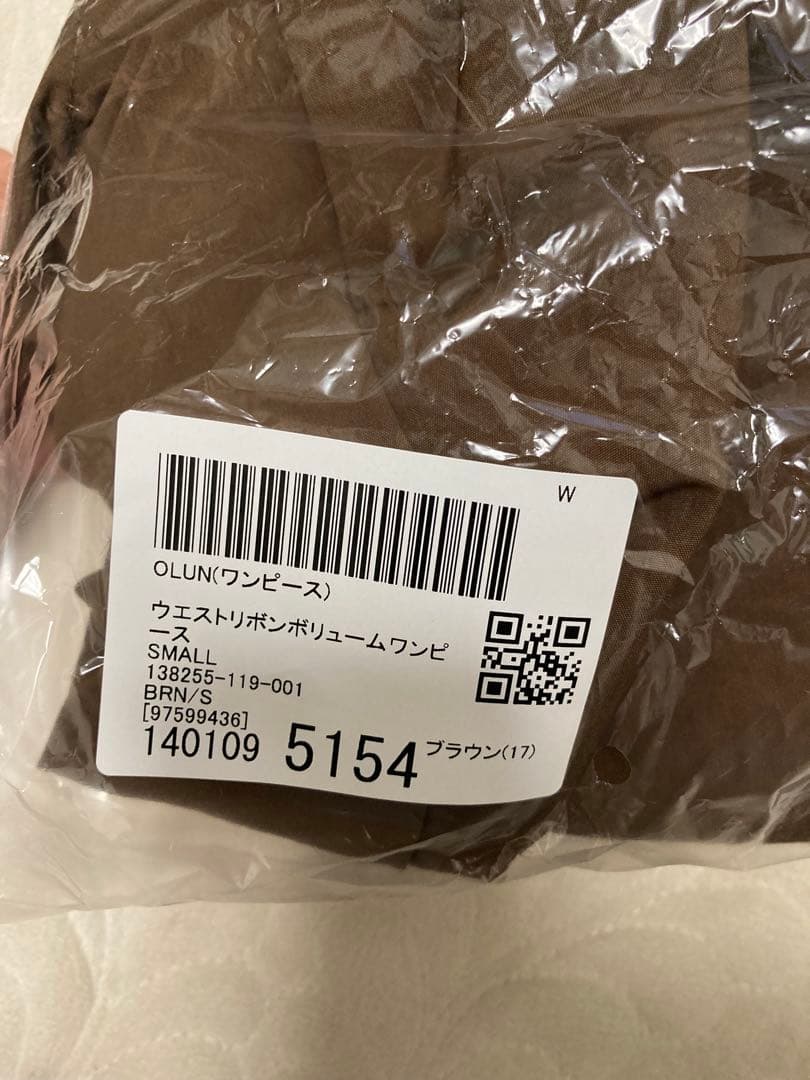 W
OLUN(ワンピース)
ウエストリボンボリュームワンピ
ース
SMALL
138255-119-001
BRN/S
[97599436]
140109 5154 ブラウン(17)